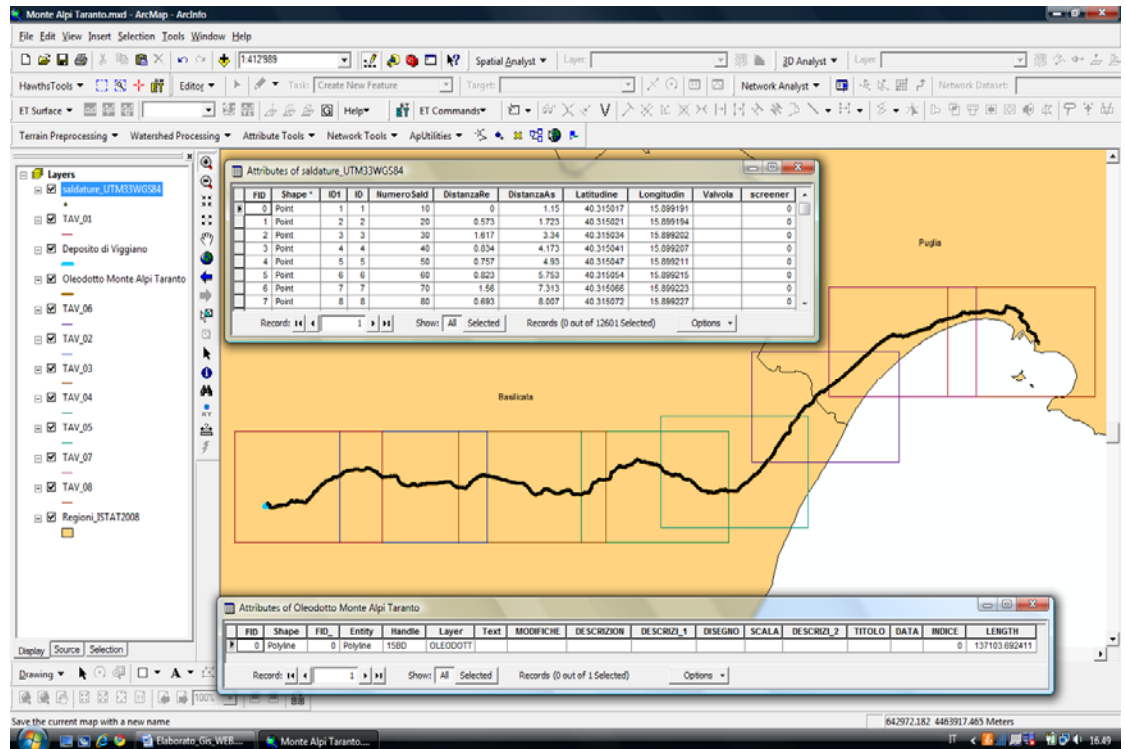 Monte Alpi Taranto.mxd - ArcMap - ArcInfo
File Edit View Insert Selection Tools Window Help
1:412'989 Spatial Analyst Layer: 3D Analyst Layer:
HawthsTools Editor Task: Create New Feature Target: Network Analyst Network Dataset:
ET Surface Help ET Commands
Terrain Preprocessing Watershed Processing Attribute Tools Network Tools ApUtilities
Layers
saldature_UTM33WGS84
TAV_01
Deposito di Viggiano
Oleodotto Monte Alpi Taranto
TAV_06
TAV_02
TAV_03
TAV_04
TAV_05
TAV_07
TAV_08
Regioni_ISTAT2008
Display Source Selection
Attributes of saldature_UTM33WGS84
FID Shape * ID1 ID NumeroSald DistanzaRe DistanzaAs Latitudine Longitudin Valvola screener
0 Point 1 1 10 0 1.15 40.315017 15.899191 0
1 Point 2 2 20 0.573 1.723 40.315021 15.899194 0
2 Point 3 3 30 1.617 3.34 40.315034 15.899202 0
3 Point 4 4 40 0.834 4.173 40.315041 15.899207 0
4 Point 5 5 50 0.757 4.93 40.315047 15.899211 0
5 Point 6 6 60 0.823 5.753 40.315054 15.899215 0
6 Point 7 7 70 1.56 7.313 40.315066 15.899223 0
7 Point 8 8 80 0.693 8.007 40.315072 15.899227 0
Record: 1 Show: All Selected Records (0 out of 12601 Selected) Options
Puglia
Basilicata
Attributes of Oleodotto Monte Alpi Taranto
FID Shape FID_ Entity Handle Layer Text MODIFICHE DESCRIZION DESCRIZI_1 DISEGNO SCALA DESCRIZI_2 TITOLO DATA INDICE LENGTH
0 Polyline 0 Polyline 15BD OLEODOTT 0 137103.692411
Record: 1 Show: All Selected Records (0 out of 1 Selected) Options
Drawing A
100%
Save the current map with a new name 642972.182 4463917.465 Meters
Elaborato_Gis_WEB.... Monte Alpi Taranto.... IT 16.49